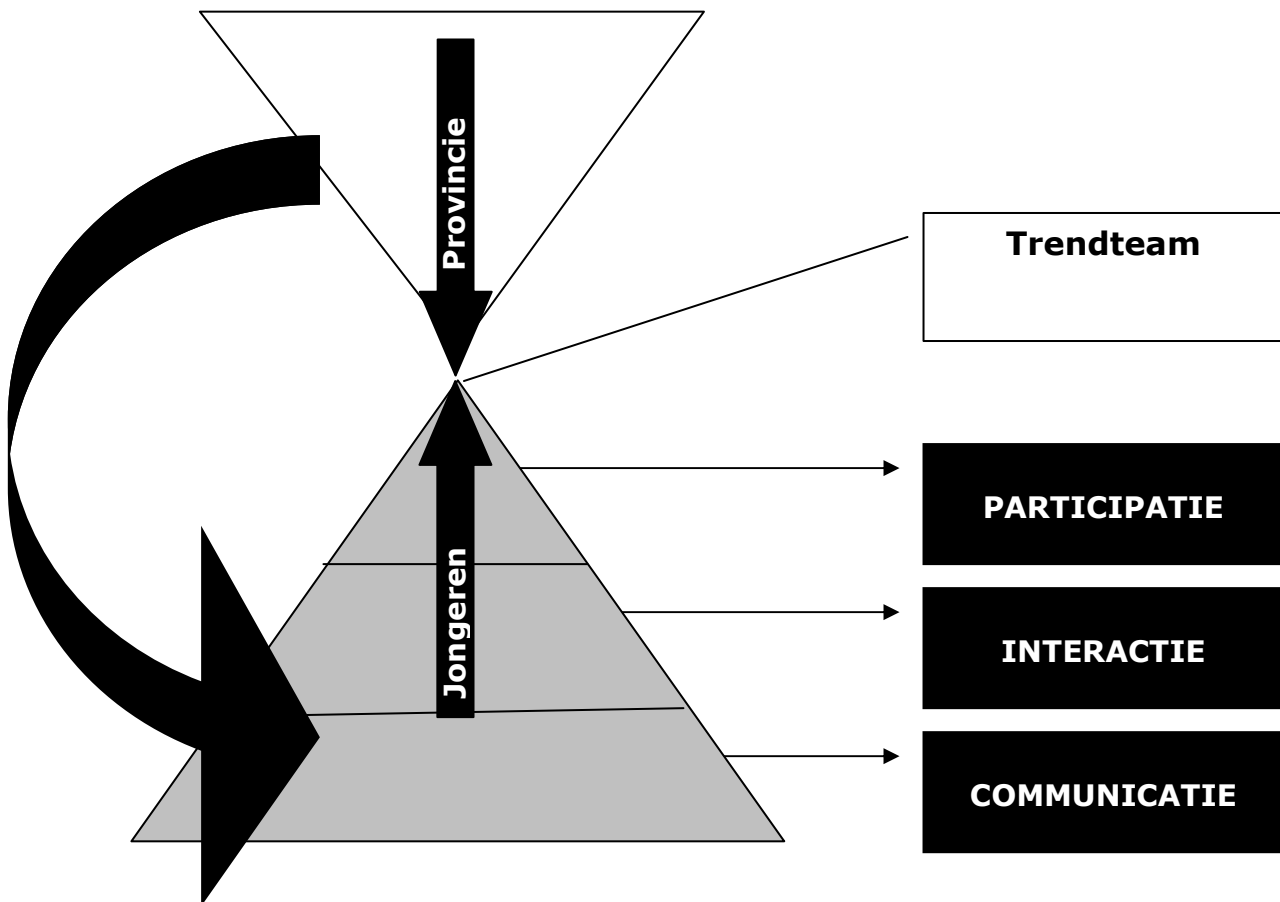 Provincie
Trendteam
PARTICIPATIE
Jongeren
INTERACTIE
COMMUNICATIE